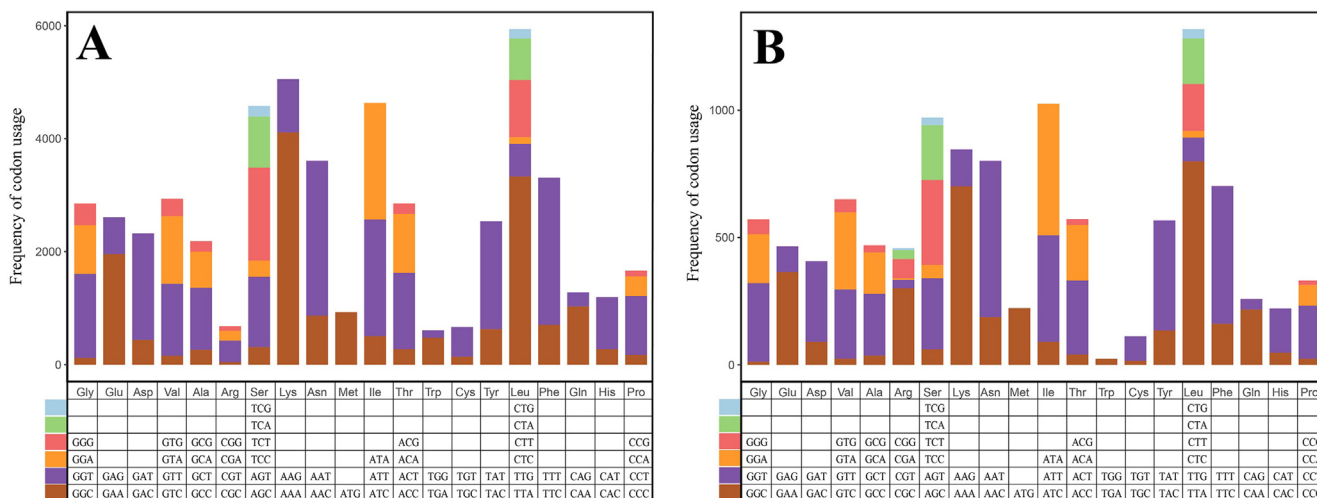 A
Frequency of codon usage
6000
4000
2000
0
Gly Glu Asp Val Ala Arg Ser Lys Asn Met Ile Thr Trp Cys Tyr Leu Phe Gln His Pro
TCG CTG
TCA CTA
GGG GTG GCG CGG TCT ACG CTT CCG
GGA GTA GCA CGA TCC ATA ACA CTC CCA
GGT GAG GAT GTT GCT CGT AGT AAG AAT ATT ACT TGG TGT TAT TTG TTT CAG CAT CCT
GGC GAA GAC GTC GCC CGC AGC AAA AAC ATG ATC ACC TGA TGC TAC TTA TTC CAA CAC CCC
B
Frequency of codon usage
1000
500
0
Gly Glu Asp Val Ala Arg Ser Lys Asn Met Ile Thr Trp Cys Tyr Leu Phe Gln His Pro
TCG CTG
TCA CTA
GGG GTG GCG CGG TCT ACG CTT
GGA GTA GCA CGA TCC ATA ACA CTC
GGT GAG GAT GTT GCT CGT AGT AAG AAT ATT ACT TGG TGT TAT TTG TTT CAG CAT
GGC GAA GAC GTC GCC CGC AGC AAA AAC ATG ATC ACC TGA TGC TAC TTA TTC CAA CAC